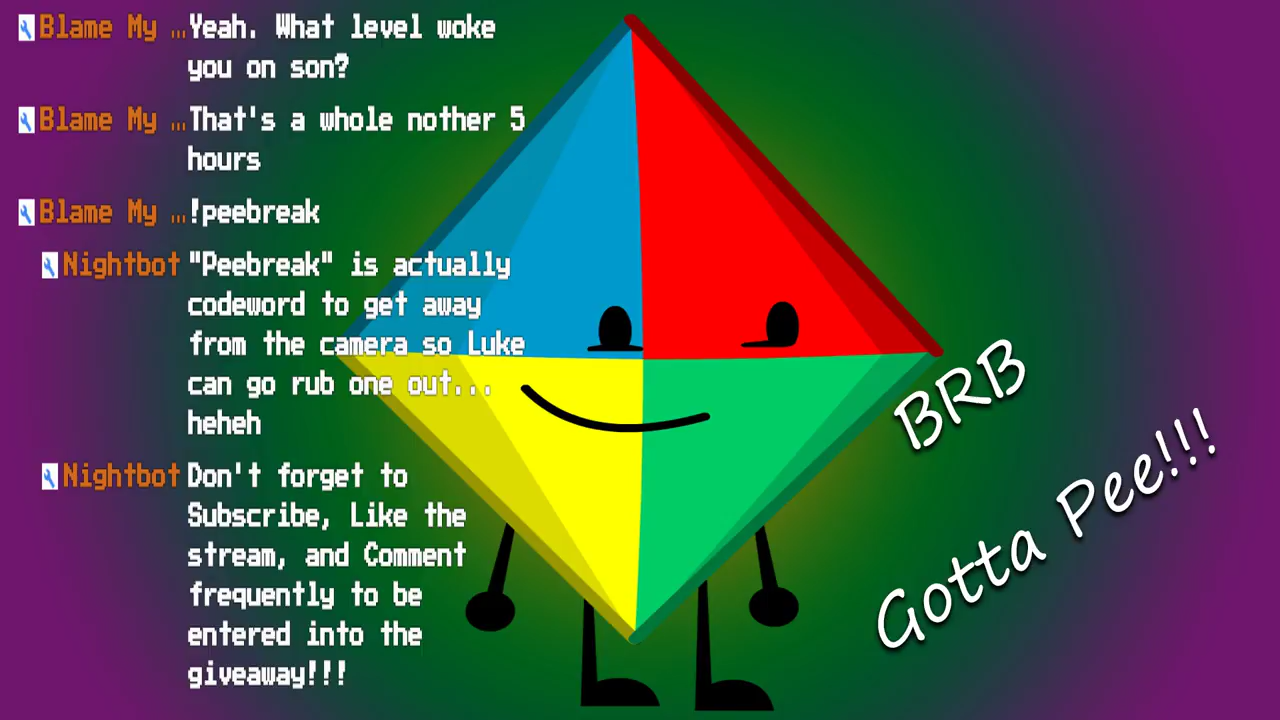 Blame My ...Yeah. What level woke
you on son?
Blame My ...That's a whole nother 5
hours
Blame My ...!peebreak
Nightbot "Peebreak" is actually
codeword to get away
from the camera so Luke
can go rub one out...
heheh
Nightbot Don't forget to
Subscribe, Like the
stream, and Comment
frequently to be
entered into the
giveaway!!!
BRB
Gotta Pee!!!